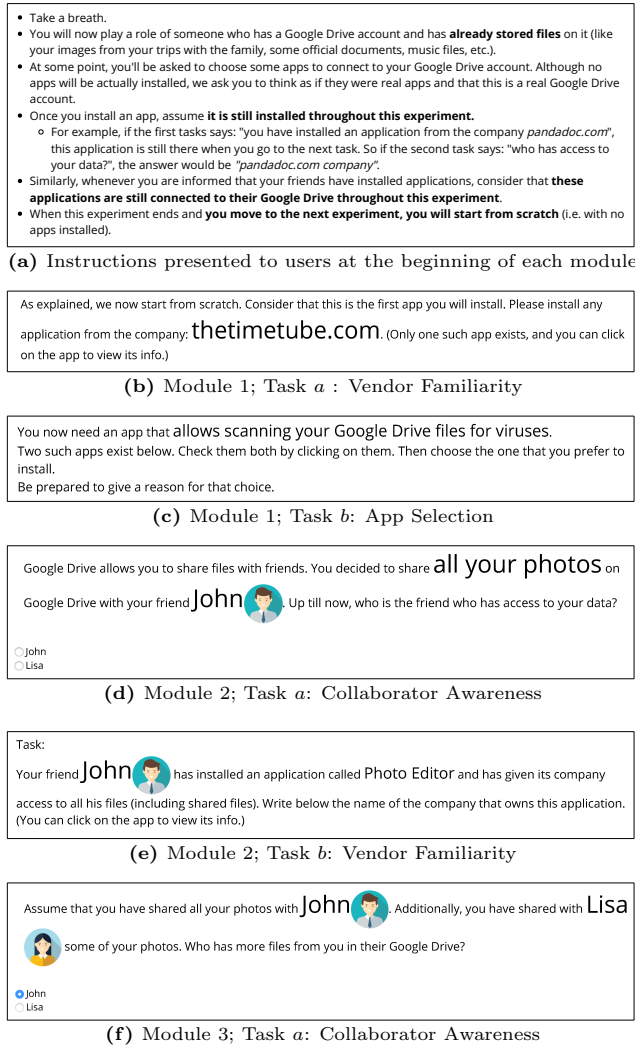 • Take a breath.
• You will now play a role of someone who has a Google Drive account and has already stored files on it (like
your images from your trips with the family, some official documents, music files, etc.).
• At some point, you'll be asked to choose some apps to connect to your Google Drive account. Although no
apps will be actually installed, we ask you to think as if they were real apps and that this is a real Google Drive
account.
• Once you install an app, assume it is still installed throughout this experiment.
○ For example, if the first tasks says: "you have installed an application from the company pandadoc.com",
this application is still there when you go to the next task. So if the second task says: "who has access to
your data?", the answer would be "pandadoc.com company".
• Similarly, whenever you are informed that your friends have installed applications, consider that these
applications are still connected to their Google Drive throughout this experiment.
• When this experiment ends and you move to the next experiment, you will start from scratch (i.e. with no
apps installed).
(a) Instructions presented to users at the beginning of each module
As explained, we now start from scratch. Consider that this is the first app you will install. Please install any
application from the company: thetimetube.com. (Only one such app exists, and you can click
on the app to view its info.)
(b) Module 1; Task a : Vendor Familiarity
You now need an app that allows scanning your Google Drive files for viruses.
Two such apps exist below. Check them both by clicking on them. Then choose the one that you prefer to
install.
Be prepared to give a reason for that choice.
(c) Module 1; Task b: App Selection
Google Drive allows you to share files with friends. You decided to share all your photos on
Google Drive with your friend John. Up till now, who is the friend who has access to your data?
John
Lisa
(d) Module 2; Task a: Collaborator Awareness
Task:
Your friend John has installed an application called Photo Editor and has given its company
access to all his files (including shared files). Write below the name of the company that owns this application.
(You can click on the app to view its info.)
(e) Module 2; Task b: Vendor Familiarity
Assume that you have shared all your photos with John. Additionally, you have shared with Lisa
some of your photos. Who has more files from you in their Google Drive?
John
Lisa
(f) Module 3; Task a: Collaborator Awareness